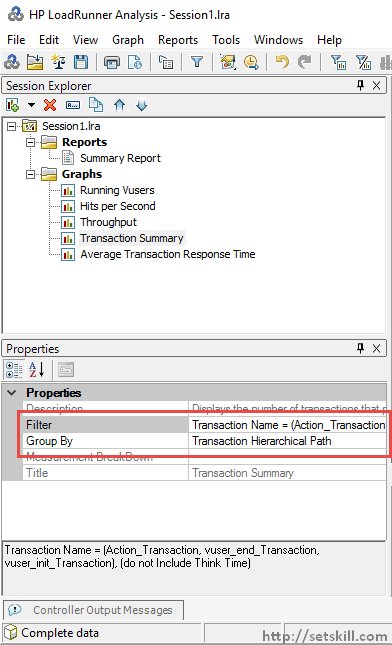 HP LoadRunner Analysis - Session1.lra
File Edit View Graph Reports Tools Windows Help
Session Explorer
Session1.lra
Reports
Summary Report
Graphs
Running Vusers
Hits per Second
Throughput
Transaction Summary
Average Transaction Response Time
Properties
Properties
Description Displays the number of transactions that p
Filter Transaction Name = (Action_Transaction
Group By Transaction Hierarchical Path
Measurement BreakDown
Title Transaction Summary
Transaction Name = (Action_Transaction, vuser_end_Transaction,
vuser_init_Transaction), (do not Include Think Time)
Controller Output Messages
Complete data
http://setskill.com